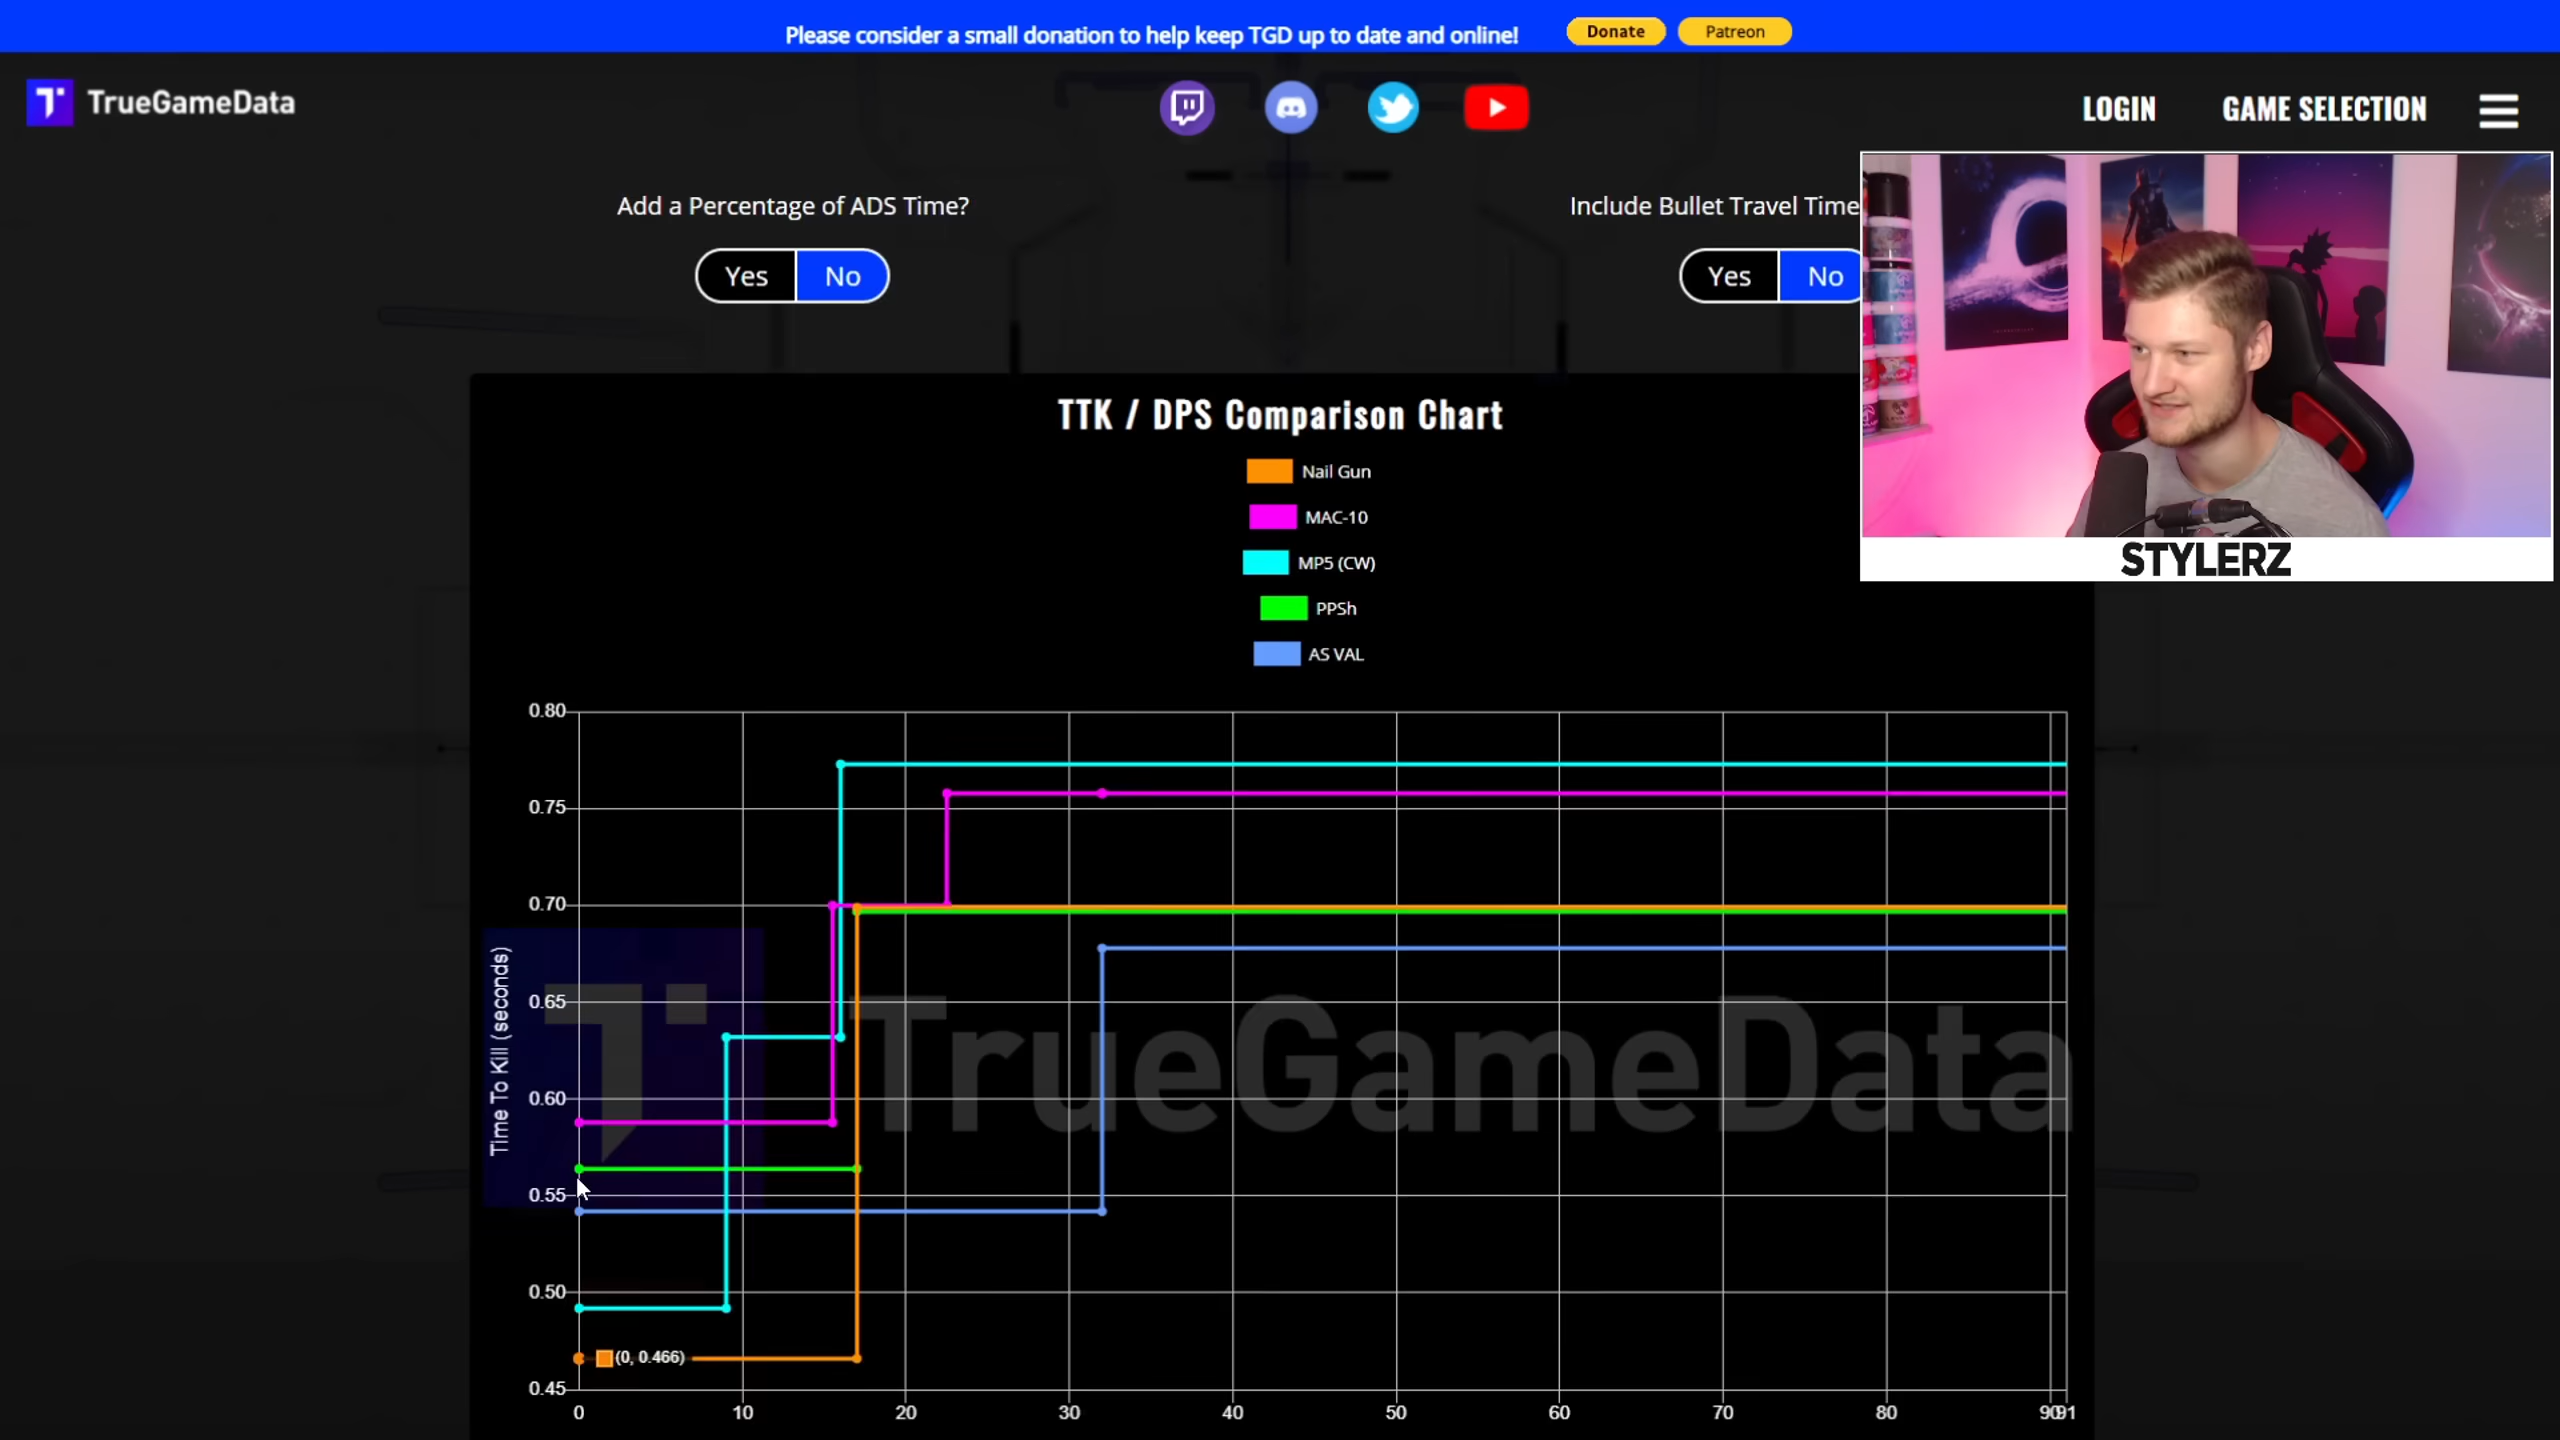 Please consider a small donation to help keep TGD up to date and online!
Donate
Patreon
TrueGameData
LOGIN
GAME SELECTION
Add a Percentage of ADS Time?
Yes
No
Include Bullet Travel Time
Yes
No
STYLERZ
TTK / DPS Comparison Chart
Nail Gun
MAC-10
MP5 (CW)
PPSh
AS VAL
Time To Kill (seconds)
0.80
0.75
0.70
0.65
0.60
0.55
0.50
0.45
TrueGameData
(0, 0.466)
0
10
20
30
40
50
60
70
80
90
91